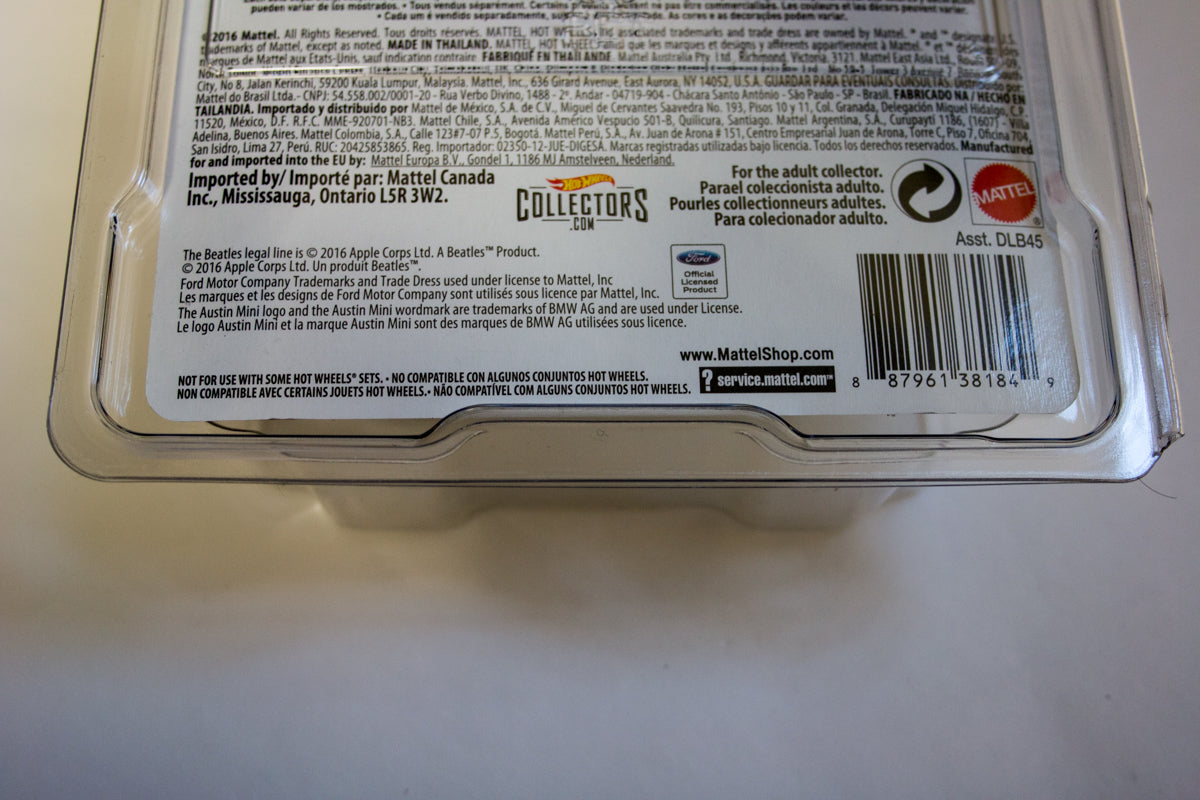 pueden variar de los mostrados. • Tous vendus séparément. Certains produits
• Cada um é vendido separadamente, As cores e as decorações podem variar.
©2016 Mattel. All Rights Reserved. Tous droits réservés. MATTEL, HOT WHEELS, associated trademarks and trade dress are owned by Mattel. ® and ™ designate U.S.
trademarks of Mattel, except as noted. MADE IN THAILAND. MATTEL, HOT WHEELS ainsi que les marques et designs y afférents appartiennent à Mattel. ® et ™
marques de Mattel aux États-Unis, sauf indication contraire. FABRIQUÉ EN THAÏLANDE. Mattel Australia Pty. Ltd., Richmond, Victoria. 3121. Mattel East Asia Ltd.,
City, No 8, Jalan Kerinchi, 59200 Kuala Lumpur, Malaysia. Mattel, Inc., 636 Girard Avenue, East Aurora, NY 14052, U.S.A. GUARDAR PARA EVENTUAIS CONSULTAS.
Mattel do Brasil Ltda.- CNPJ: 54.558.002/0001-20 - Rua Verbo Divino, 1488 - 2º. Andar - 04719-904 - Chácara Santo Antônio - São Paulo - SP - Brasil. FABRICADO NA / HECHO EN
TAILANDIA. Importado y distribuido por Mattel de México, S.A. de C.V., Miguel de Cervantes Saavedra No. 193, Pisos 10 y 11, Col. Granada, Delegación Miguel Hidalgo, C.P.
11520, México, D.F. R.F.C. MME-920701-NB3. Mattel Chile, S.A., Avenida Américo Vespucio 501-B, Quilicura, Santiago. Mattel Argentina, S.A., Curupaytí 1186, (1607) - Villa
Adelina, Buenos Aires. Mattel Colombia, S.A., Calle 123#7-07 P.5, Bogotá. Mattel Perú, S.A., Av. Juan de Arona # 151, Centro Empresarial Juan de Arona, Torre C, Piso 7, Oficina 704,
San Isidro, Lima 27, Perú. RUC: 20425853865. Reg. Importador: 02350-12-JUE-DIGESA. Marcas registradas utilizadas bajo licencia. Todos los derechos reservados. Manufactured
for and imported into the EU by: Mattel Europa B.V., Gondel 1, 1186 MJ Amstelveen, Nederland.
Imported by/ Importé par: Mattel Canada
Inc., Mississauga, Ontario L5R 3W2.
HOT WHEELS
COLLECTORS
.COM
For the adult collector.
Parael coleccionista adulto.
Pourles collectionneurs adultes.
Para colecionador adulto.
MATTEL®
Asst. DLB45
The Beatles legal line is © 2016 Apple Corps Ltd. A Beatles™ Product.
© 2016 Apple Corps Ltd. Un produit Beatles™.
Ford Motor Company Trademarks and Trade Dress used under license to Mattel, Inc
Les marques et les designs de Ford Motor Company sont utilisés sous licence par Mattel, Inc.
The Austin Mini logo and the Austin Mini wordmark are trademarks of BMW AG and are used under License.
Le logo Austin Mini et la marque Austin Mini sont des marques de BMW AG utilisées sous licence.
Ford
Official
Licensed
Product
www.MattelShop.com
? service.mattel.com™
NOT FOR USE WITH SOME HOT WHEELS® SETS. • NO COMPATIBLE CON ALGUNOS CONJUNTOS HOT WHEELS.
NON COMPATIBLE AVEC CERTAINS JOUETS HOT WHEELS.• NÃO COMPATÍVEL COM ALGUNS CONJUNTOS HOT WHEELS.
8 87961 38184 9